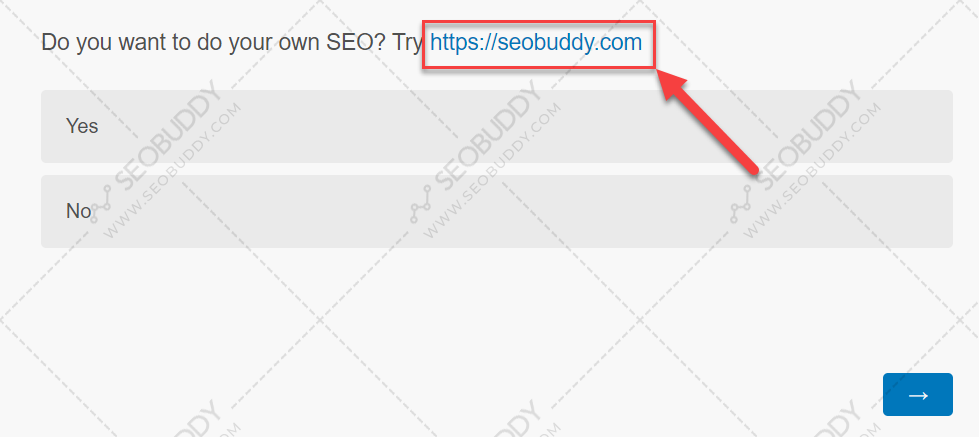 Do you want to do your own SEO? Try https://seobuddy.com
Yes
No
→
SEOBUDDY
WWW.SEOBUDDY.COM
SEOBUDDY
WWW.SEOBUDDY.COM
SEOBUDDY
WWW.SEOBUDDY.COM